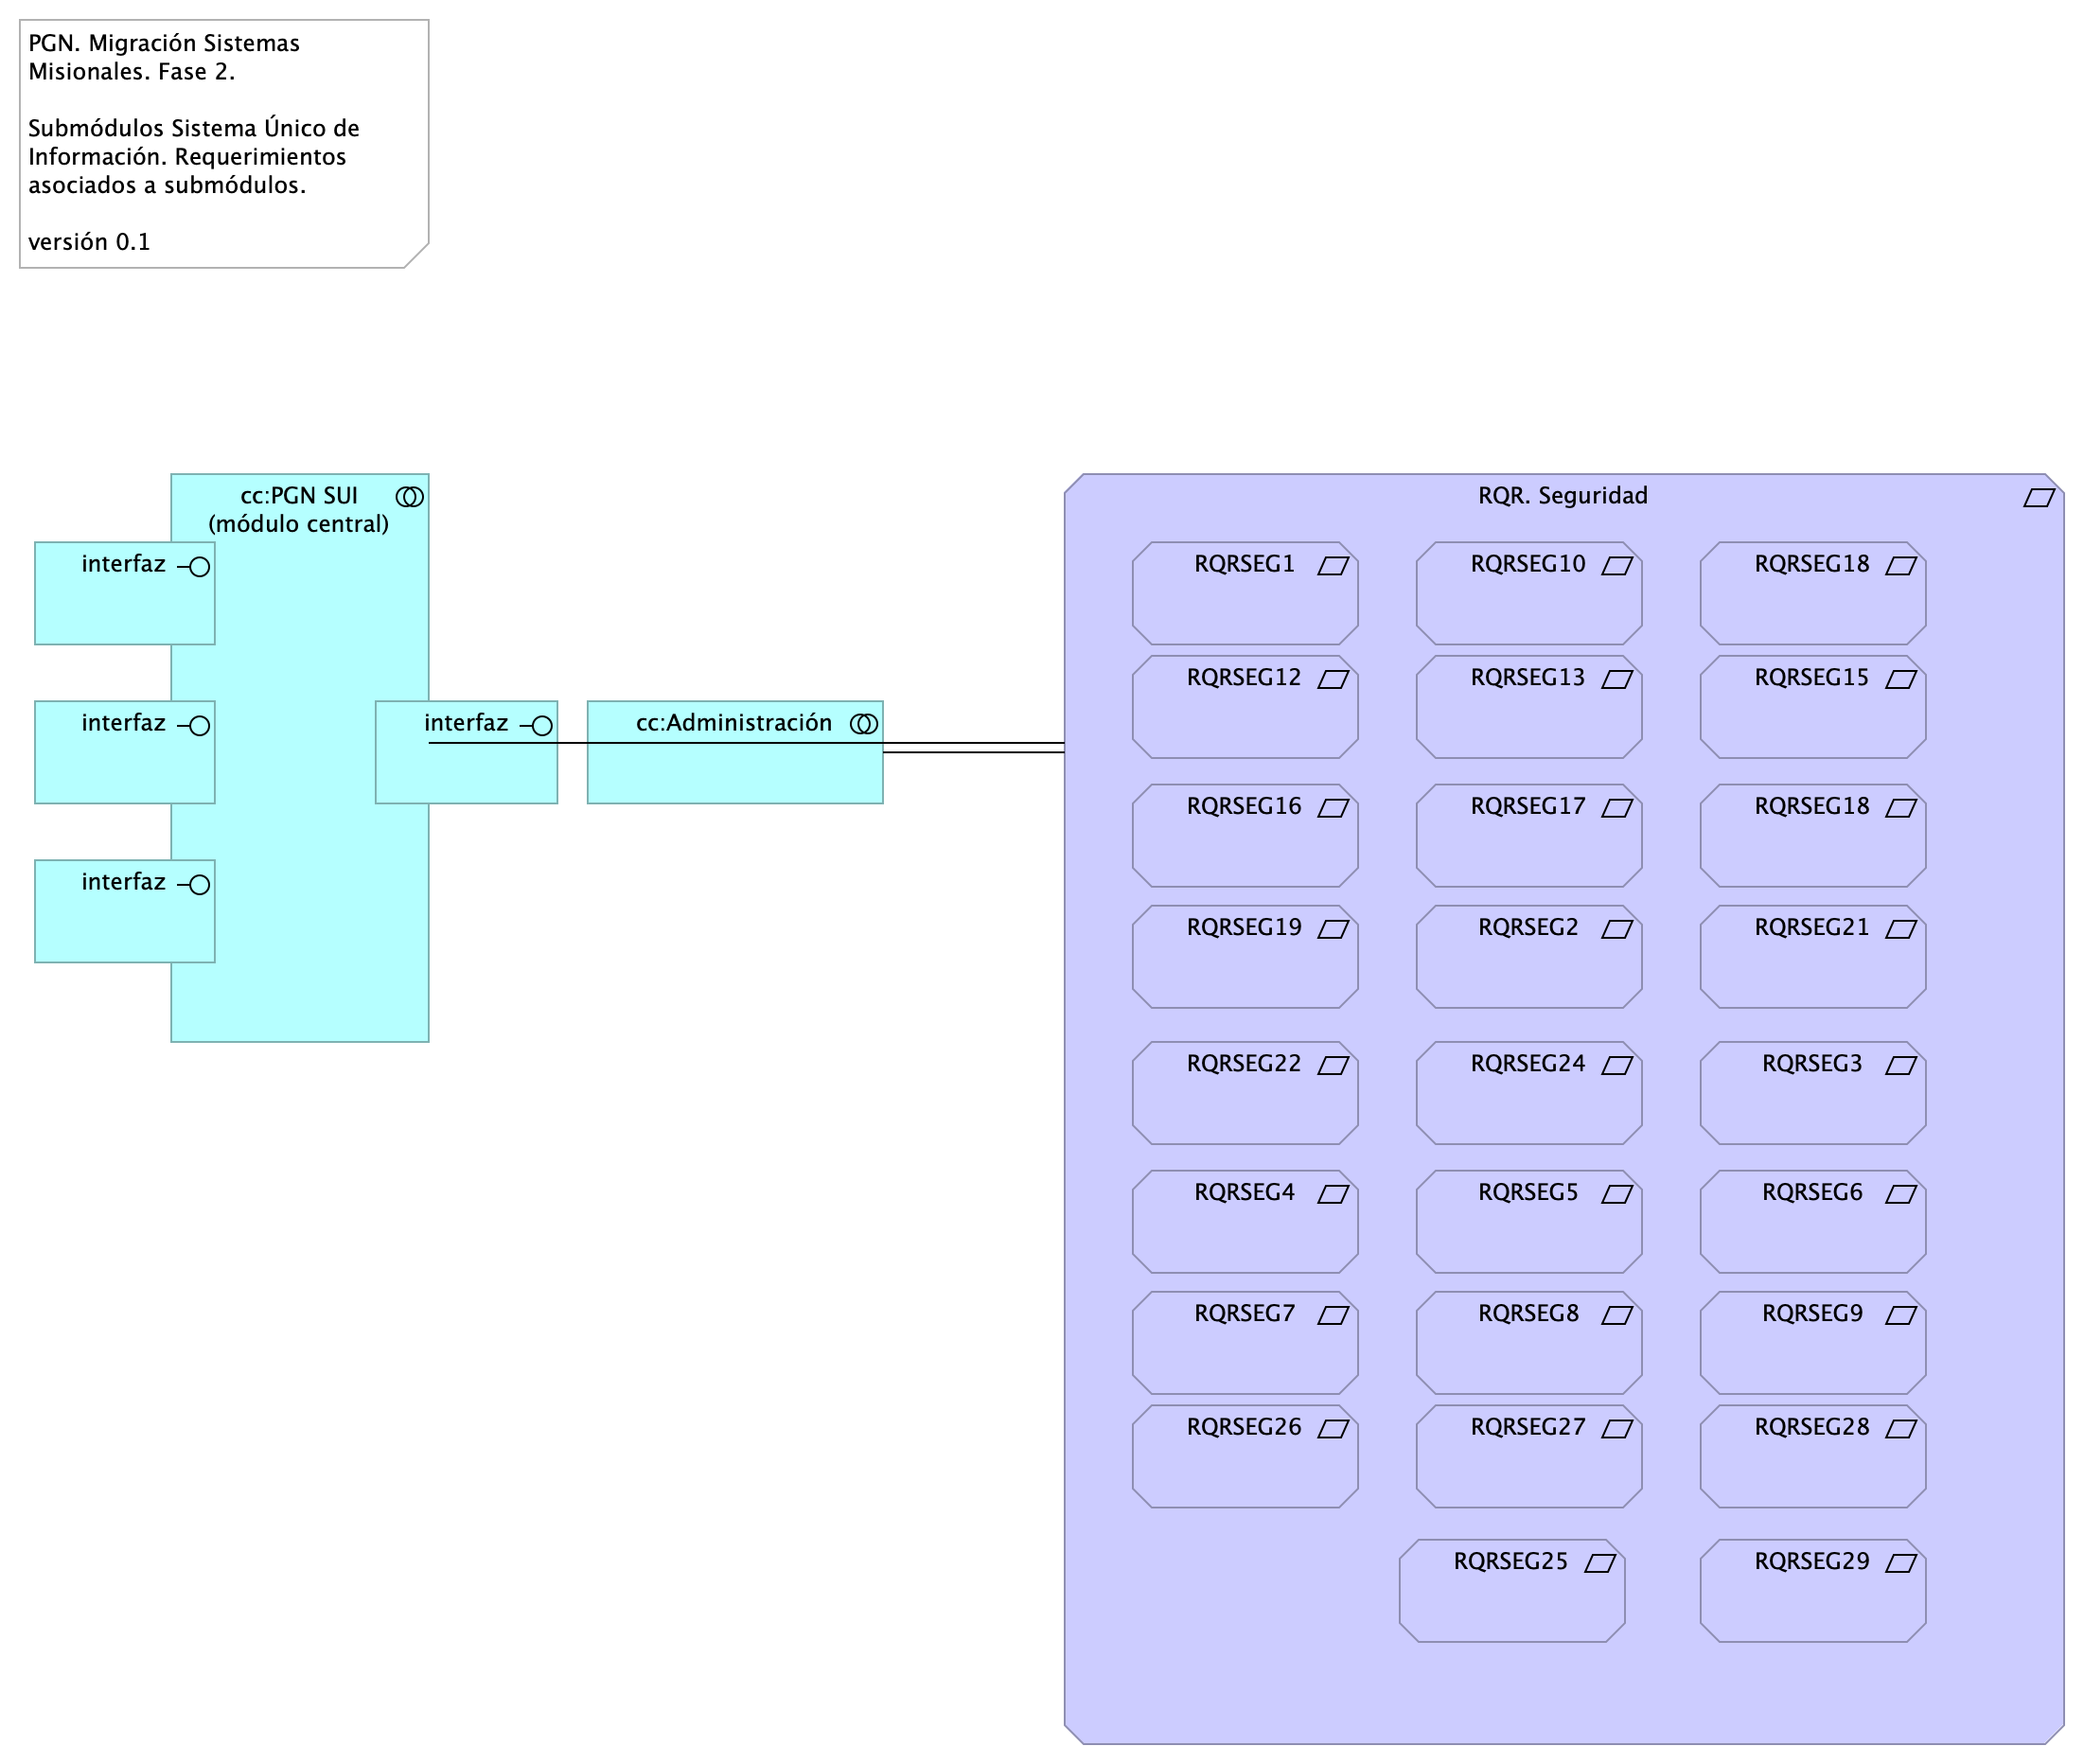 PGN. Migración Sistemas
Misionales. Fase 2.
Submódulos Sistema Único de
Información. Requerimientos
asociados a submódulos.
versión 0.1
cc:PGN SUI
(módulo central)
interfaz
interfaz
interfaz
interfaz
cc:Administración
RQR. Seguridad
RQRSEG1
RQRSEG10
RQRSEG18
RQRSEG12
RQRSEG13
RQRSEG15
RQRSEG16
RQRSEG17
RQRSEG18
RQRSEG19
RQRSEG2
RQRSEG21
RQRSEG22
RQRSEG24
RQRSEG3
RQRSEG4
RQRSEG5
RQRSEG6
RQRSEG7
RQRSEG8
RQRSEG9
RQRSEG26
RQRSEG27
RQRSEG28
RQRSEG25
RQRSEG29